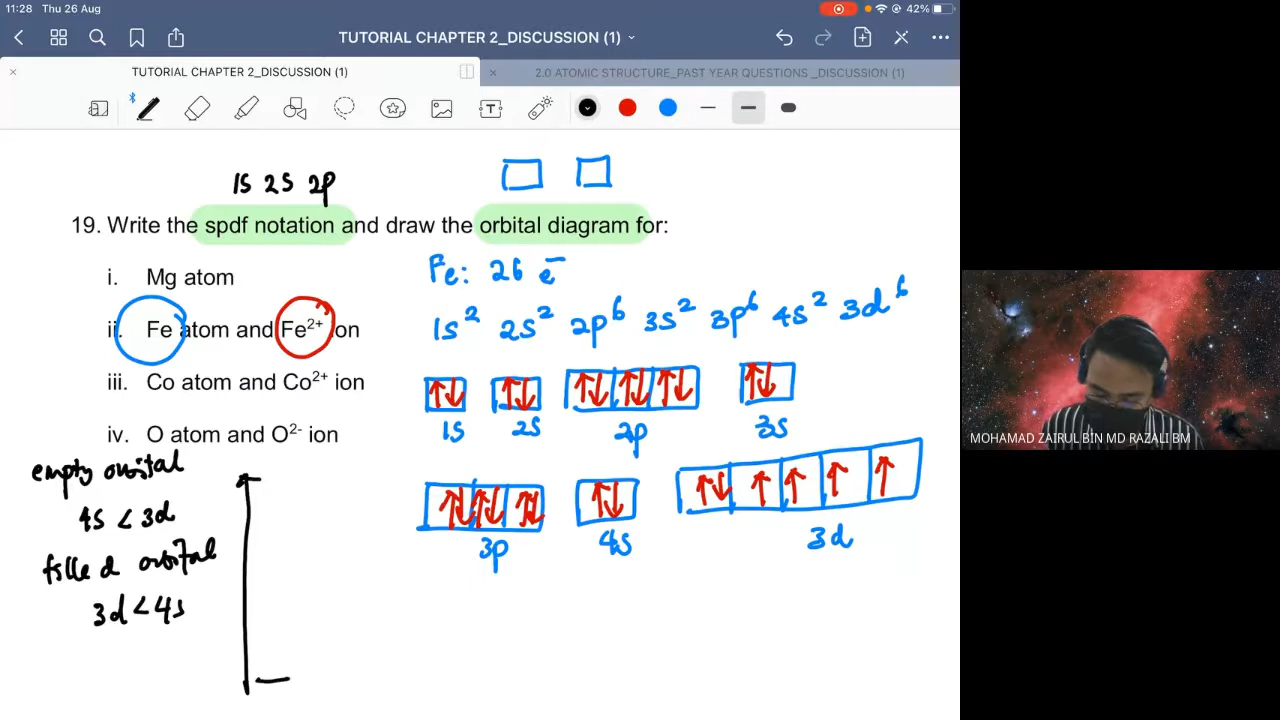 11:28 Thu 26 Aug
42%
TUTORIAL CHAPTER 2_DISCUSSION (1)
TUTORIAL CHAPTER 2_DISCUSSION (1)
2.0 ATOMIC STRUCTURE_PAST YEAR QUESTIONS _DISCUSSION (1)
T
1s 2s 2p
19. Write the spdf notation and draw the orbital diagram for:
i. Mg atom
Fe: 26 e⁻
ii. Fe atom and Fe²⁺ ion
1s² 2s² 2p⁶ 3s² 3p⁶ 4s² 3d⁶
iii. Co atom and Co²⁺ ion
1s 2s 2p 3s
iv. O atom and O²⁻ ion
empty orbital
4s < 3d
filled orbital
3d < 4s
3p 4s 3d
MOHAMAD ZAIRUL BIN MD RAZALI BM